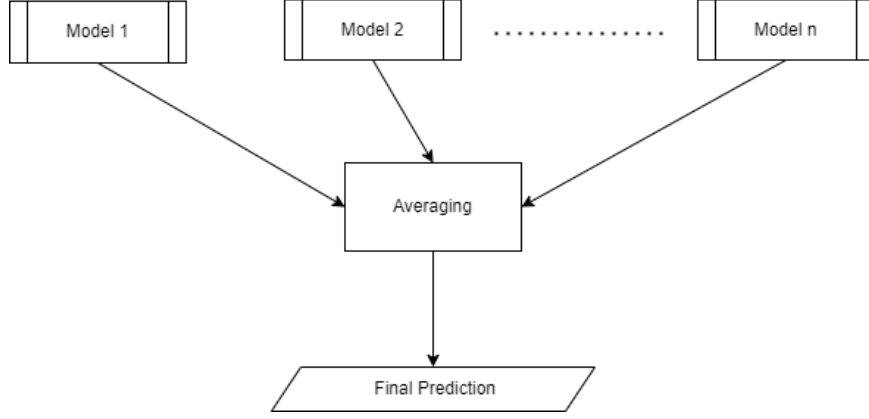 Model 1
Model 2
Model n
Averaging
Final Prediction